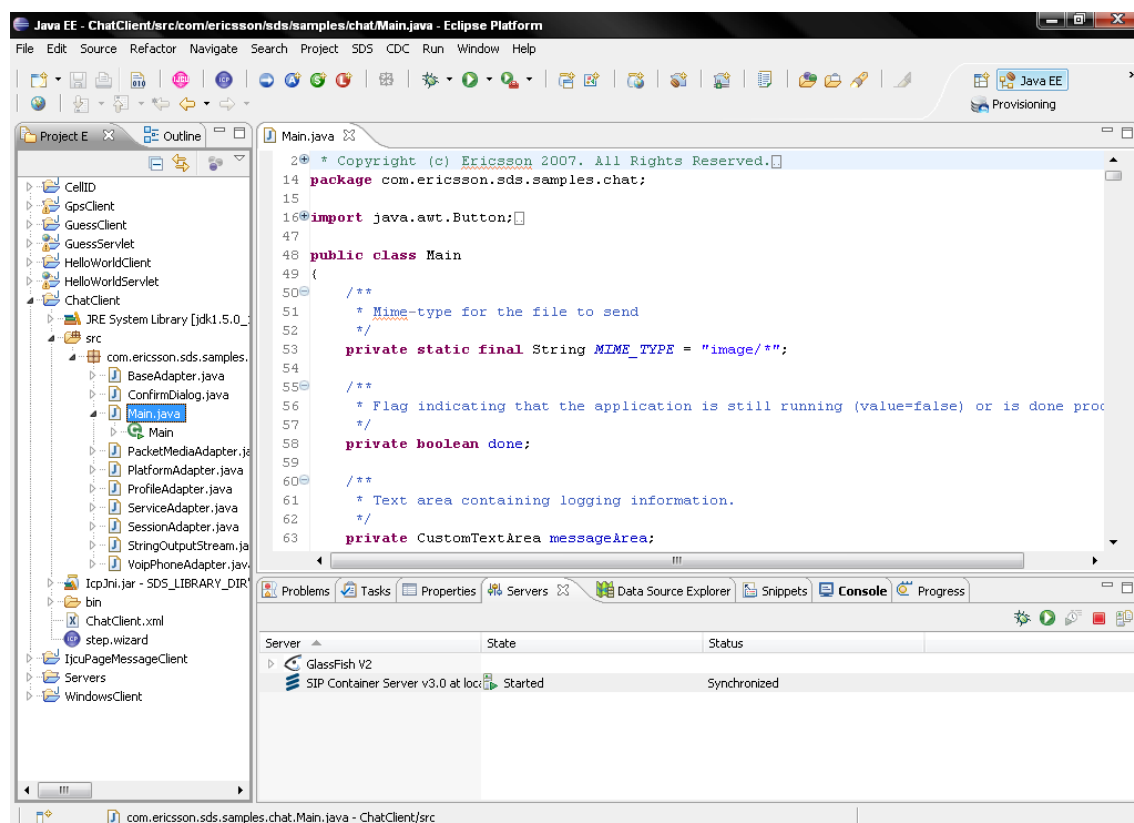 Java EE - ChatClient/src/com/ericsson/sds/samples/chat/Main.java - Eclipse Platform
File Edit Source Refactor Navigate Search Project SDS CDC Run Window Help
Java EE
Provisioning
Project E Outline
CellID
GpsClient
GuessClient
GuessServlet
HelloWorldClient
HelloWorldServlet
ChatClient
JRE System Library [jdk1.5.0_
src
com.ericsson.sds.samples.
BaseAdapter.java
ConfirmDialog.java
Main.java
Main
PacketMediaAdapter.ja
PlatformAdapter.java
ProfileAdapter.java
ServiceAdapter.java
SessionAdapter.java
StringOutputStream.ja
VoipPhoneAdapter.jav
IcpJni.jar - SDS_LIBRARY_DIR
bin
ChatClient.xml
step.wizard
IjcuPageMessageClient
Servers
WindowsClient
Main.java
2 * Copyright (c) Ericsson 2007. All Rights Reserved.
14 package com.ericsson.sds.samples.chat;
15
16 import java.awt.Button;
47
48 public class Main
49 {
50 /**
51 * Mime-type for the file to send
52 */
53 private static final String MIME_TYPE = "image/*";
54
55 /**
56 * Flag indicating that the application is still running (value=false) or is done proc
57 */
58 private boolean done;
59
60 /**
61 * Text area containing logging information.
62 */
63 private CustomTextArea messageArea;
Problems Tasks Properties Servers Data Source Explorer Snippets Console Progress
Server State Status
GlassFish V2
SIP Container Server v3.0 at loca Started Synchronized
com.ericsson.sds.samples.chat.Main.java - ChatClient/src